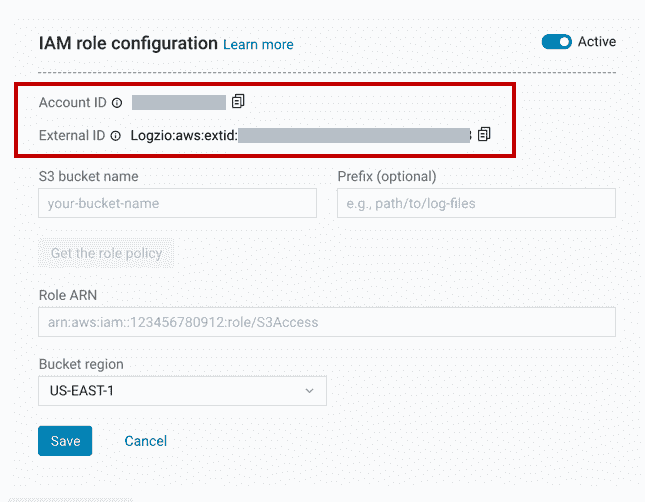 IAM role configuration Learn more
Active
Account ID
External ID Logzio:aws:extid:
S3 bucket name
Prefix (optional)
your-bucket-name
e.g., path/to/log-files
Get the role policy
Role ARN
arn:aws:iam::123456780912:role/S3Access
Bucket region
US-EAST-1
Save
Cancel